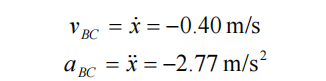 v_BC = ẋ = −0.40 m/s
a_BC = ẍ = −2.77 m/s²